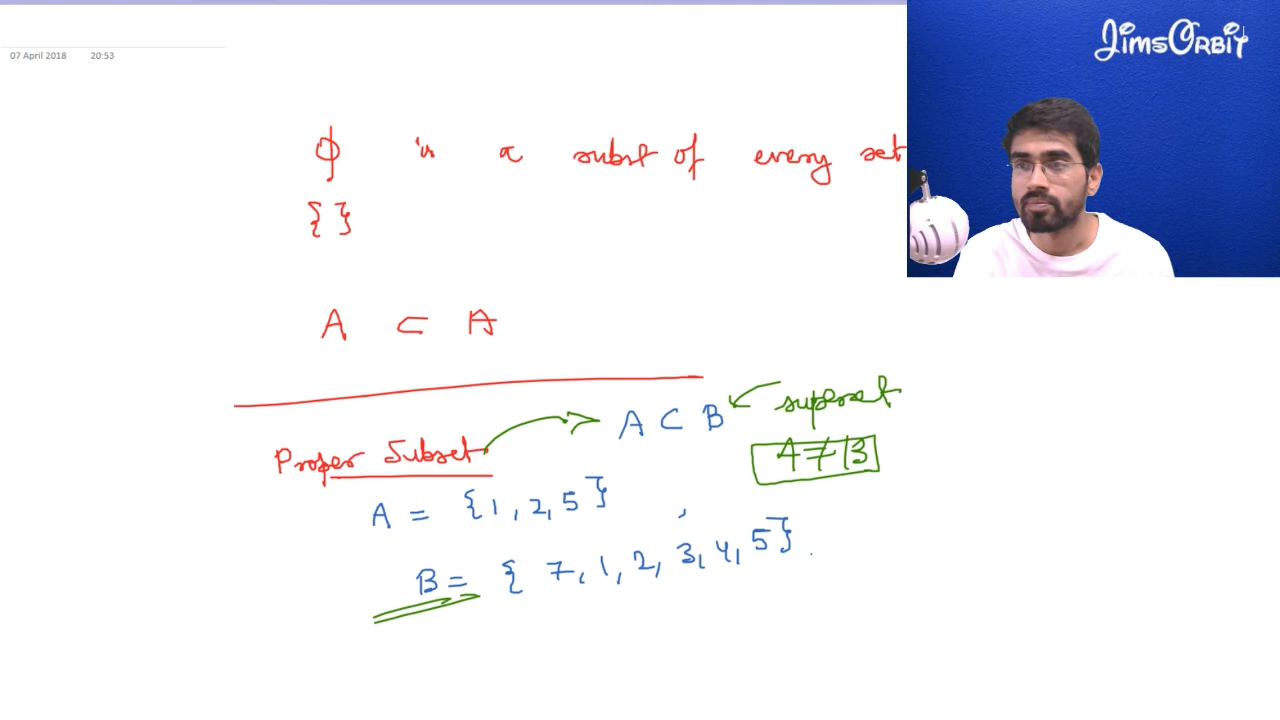 JimsOrbit
07 April 2018 20:53
ϕ is a subset of every set
{ }
A ⊂ A
Proper Subset
A ⊂ B
superset
A ≠ B
A = { 1 , 2, 5 } ,
B = { 7, 1, 2, 3, 4, 5 } .